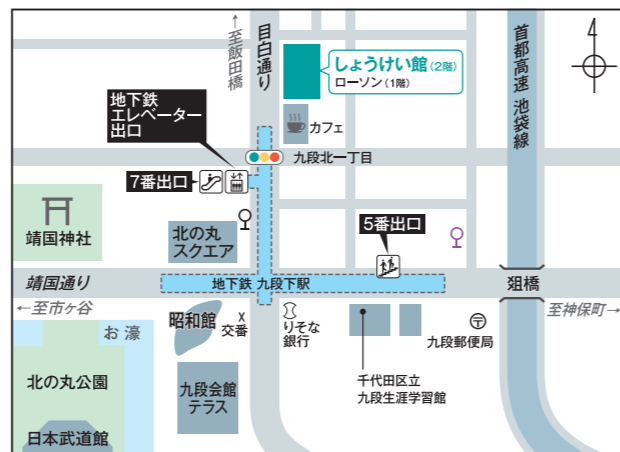 ←至飯田橋
目白通り
しょうけい館(2階)
ローソン(1階)
首都高速 池袋線
4
地下鉄
エレベーター
出口
カフェ
九段北一丁目
7番出口
靖国神社
北の丸
スクエア
5番出口
靖国通り
地下鉄 九段下駅
俎橋
←至市ヶ谷
至神保町→
お濠
昭和館
X
交番
りそな
銀行
九段郵便局
北の丸公園
九段会館
テラス
千代田区立
九段生涯学習館
日本武道館